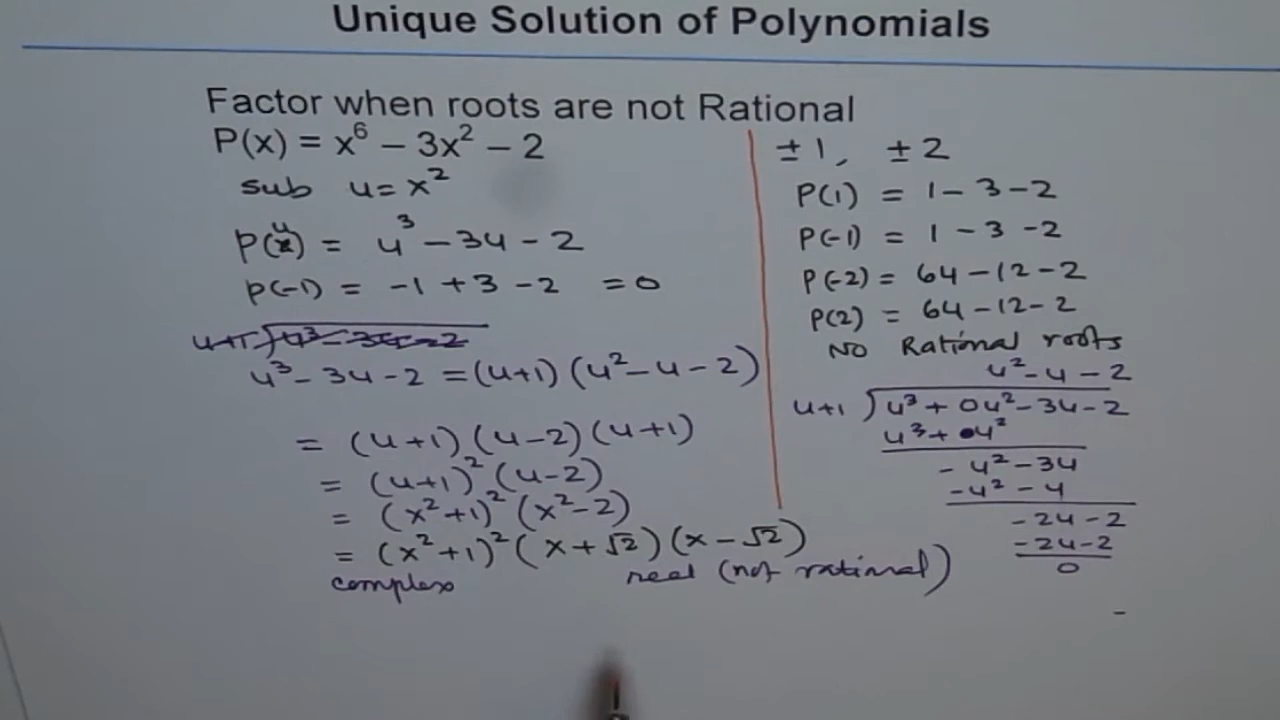 Unique Solution of Polynomials
Factor when roots are not Rational
P(x) = x⁶ – 3x² – 2
sub u = x²
P(u) = u³ – 3u – 2
P(-1) = -1 + 3 - 2 = 0
u³ - 3u - 2 = (u+1) (u² - u - 2)
= (u+1) (u-2) (u+1)
= (u+1)² (u-2)
= (x²+1)² (x²-2)
= (x²+1)² (x+√2) (x-√2)
complex real (not rational)
±1, ±2
P(1) = 1 - 3 - 2
P(-1) = 1 - 3 - 2
P(-2) = 64 - 12 - 2
P(2) = 64 - 12 - 2
NO Rational roots
u² - u - 2
u+1 ) u³ + 0u² - 3u - 2
u³ + u²
- u² - 3u
- u² - u
- 2u - 2
- 2u - 2
0